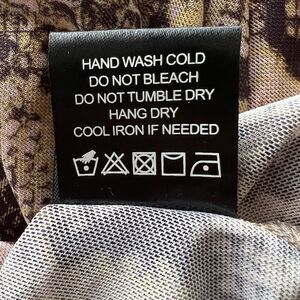 HAND WASH COLD
DO NOT BLEACH
DO NOT TUMBLE DRY
HANG DRY
COOL IRON IF NEEDED